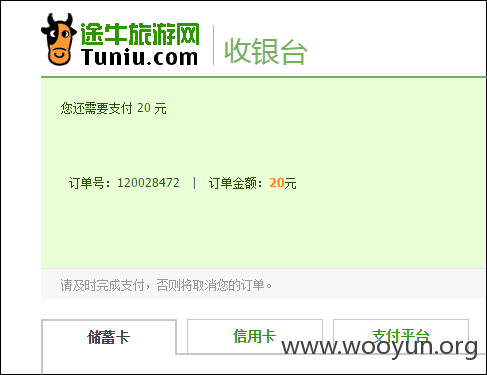 途牛旅游网
Tuniu.com
收银台
您还需要支付 20 元
订单号：120028472 | 订单金额：20元
请及时完成支付，否则将取消您的订单。
储蓄卡 信用卡 支付平台
www.wooyun.org